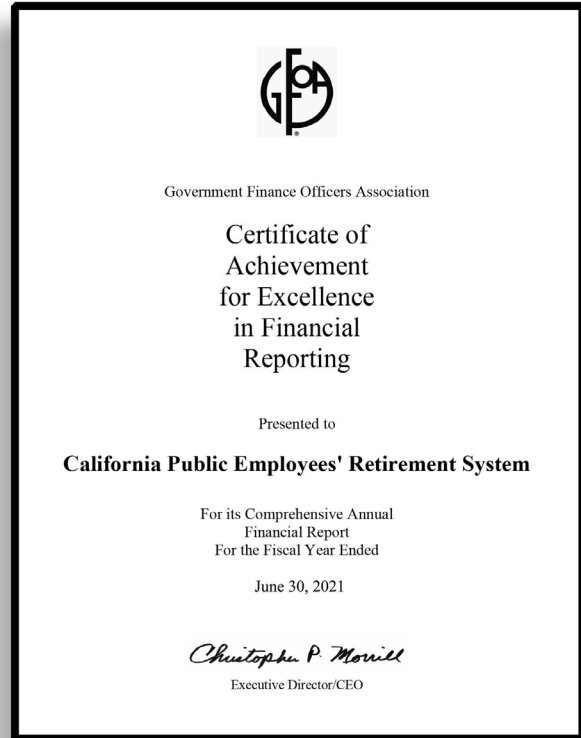 GFOA
®
Government Finance Officers Association
Certificate of
Achievement
for Excellence
in Financial
Reporting
Presented to
California Public Employees' Retirement System
For its Comprehensive Annual
Financial Report
For the Fiscal Year Ended
June 30, 2021
Christopher P. Morrill
Executive Director/CEO